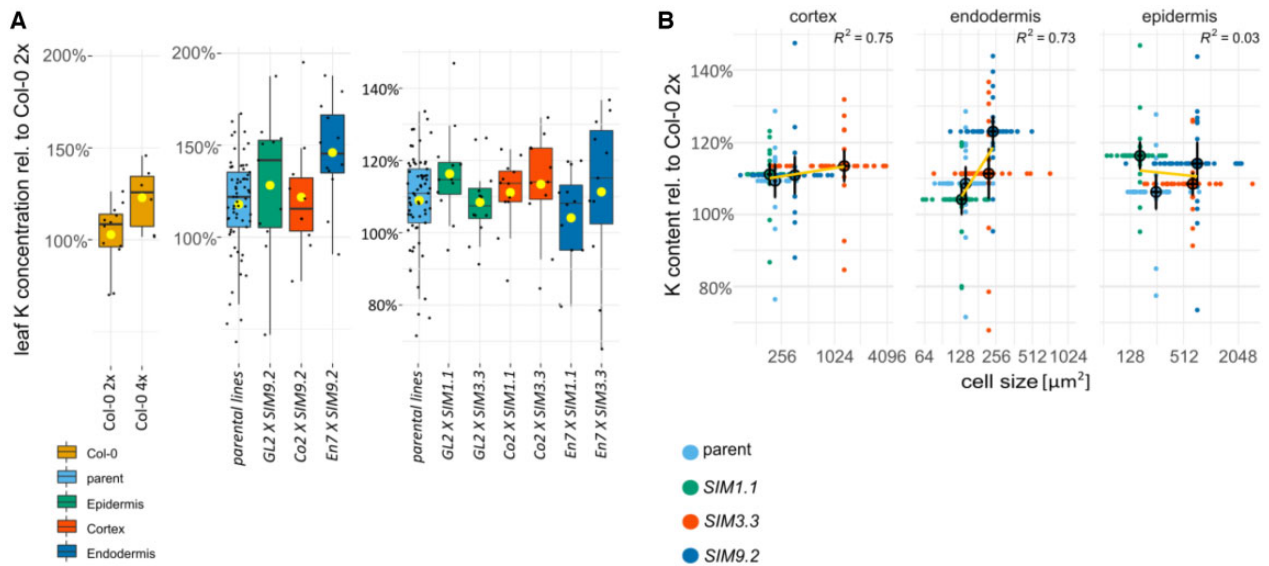 A
leaf K concentration rel. to Col-0 2x
200%
150%
100%
Col-0 2x
Col-0 4x
200%
150%
100%
parental lines
GL2 X SIM9.2
Co2 X SIM9.2
En7 X SIM9.2
140%
120%
100%
80%
parental lines
GL2 X SIM1.1
GL2 X SIM3.3
Co2 X SIM1.1
Co2 X SIM3.3
En7 X SIM1.1
En7 X SIM3.3
Col-0
parent
Epidermis
Cortex
Endodermis
B
K content rel. to Col-0 2x
140%
120%
100%
80%
cortex
R² = 0.75
256 1024 4096
endodermis
R² = 0.73
64 128 256 512 1024
epidermis
R² = 0.03
128 512 2048
cell size [µm²]
parent
SIM1.1
SIM3.3
SIM9.2